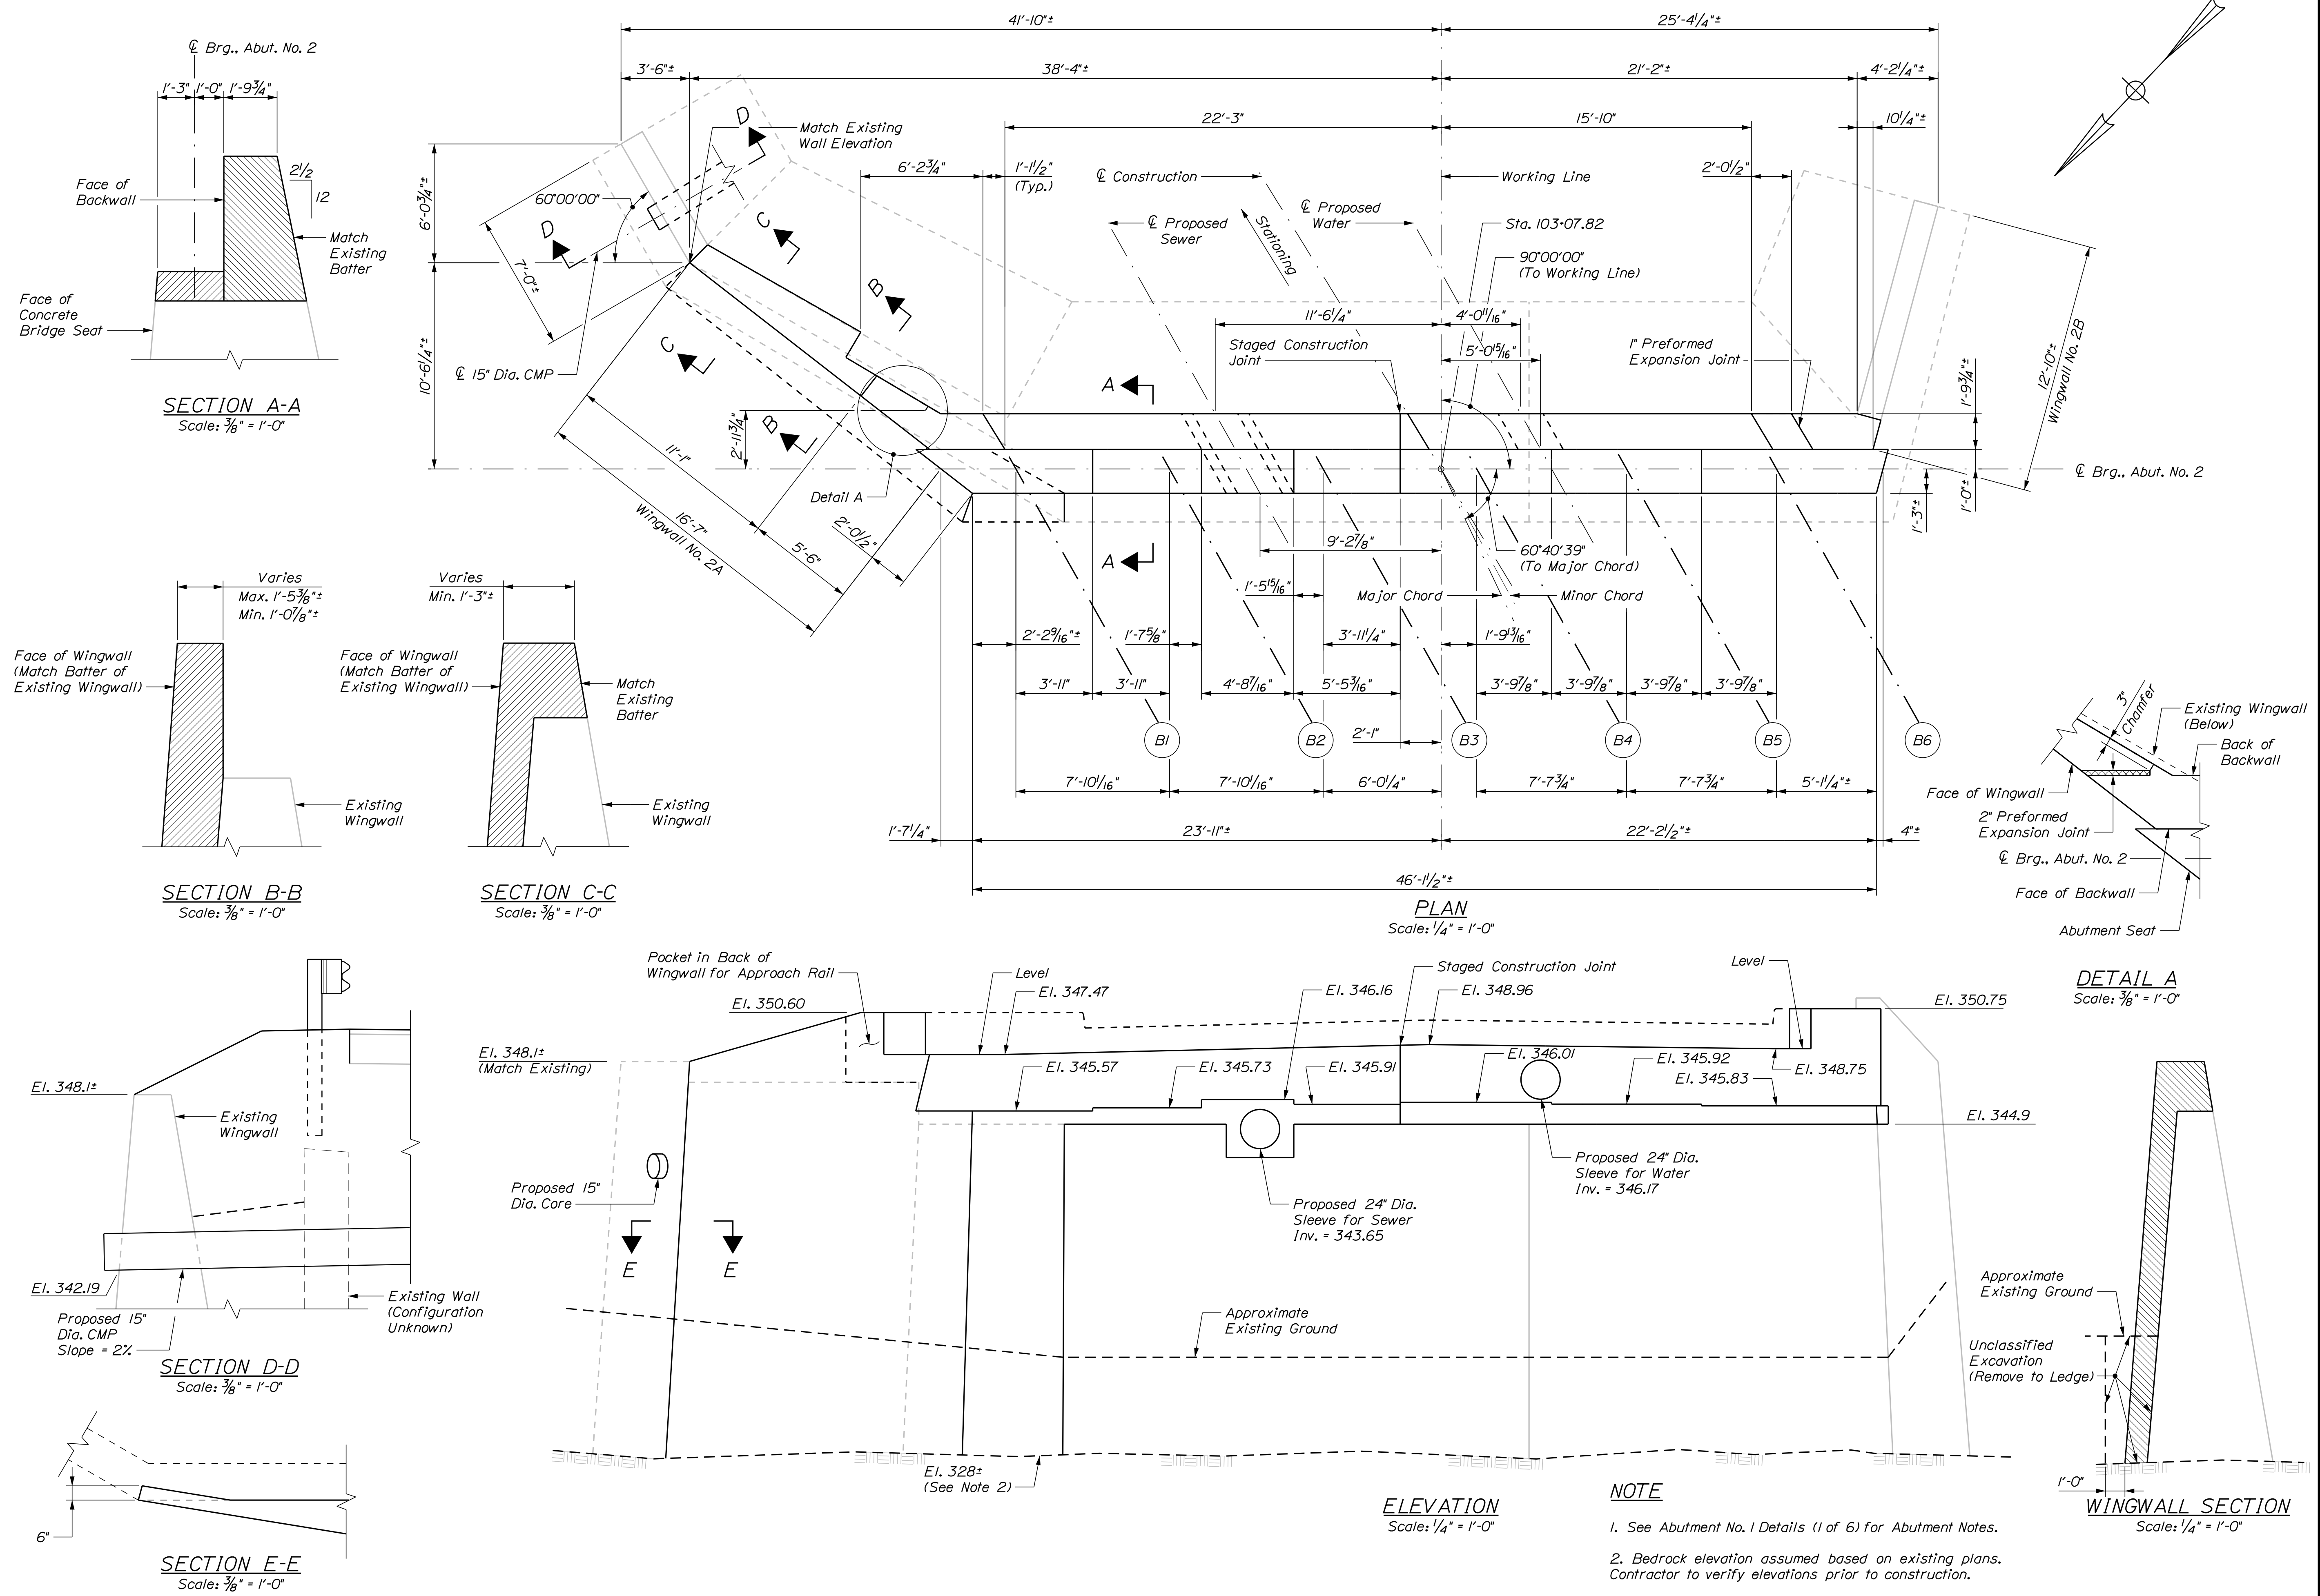 ℄ Brg., Abut. No. 2
1'-3" 1'-0" 1'-9¾"
Face of
Backwall
2½
12
Match
Existing
Batter
Face of
Concrete
Bridge Seat
SECTION A-A
Scale: ⅜" = 1'-0"
41'-10"±
25'-4¼"±
3'-6"±
38'-4"±
21'-2"±
4'-2¼"±
22'-3"
15'-10"
10¼"±
D
Match Existing
Wall Elevation
6'-2¾"
1'-1½"
(Typ.)
℄ Construction
Working Line
2'-0½"
6'-0¾"±
60°00'00"
D
C
℄ Proposed
Sewer
Stationing
℄ Proposed
Water
Sta. 103+07.82
90°00'00"
(To Working Line)
7'-0"±
B
11'-6¼"
4'-0 11/16"
Staged Construction
Joint
5'-0 15/16"
1" Preformed
Expansion Joint
12'-10"±
Wingwall No. 2B
10'-6¼"±
C
℄ 15" Dia. CMP
A
1'-9¾"±
B
2'-11¾"
11'-1"
Detail A
℄ Brg., Abut. No. 2
1'-3"±
1'-0"±
16'-7"
Wingwall No. 2A
5'-6"
2'-0½"
A
9'-2⅞"
60°40'39"
(To Major Chord)
1'-5 15/16"
Major Chord
Minor Chord
2'-2 9/16"±
1'-7⅝"
3'-11¼"
1'-9 13/16"
3'-11"
3'-11"
4'-8 7/16"
5'-5 3/16"
3'-9⅞"
3'-9⅞"
3'-9⅞"
3'-9⅞"
B1
B2
2'-1"
B3
B4
B5
B6
7'-10 1/16"
7'-10 1/16"
6'-0¼"
7'-7¾"
7'-7¾"
5'-1¼"±
1'-7¼"
23'-11"±
22'-2½"±
4"±
46'-1½"±
PLAN
Scale: ¼" = 1'-0"
Varies
Max. 1'-5⅜"±
Min. 1'-0⅞"±
Face of Wingwall
(Match Batter of
Existing Wingwall)
Existing
Wingwall
SECTION B-B
Scale: ⅜" = 1'-0"
Varies
Min. 1'-3"±
Face of Wingwall
(Match Batter of
Existing Wingwall)
Match
Existing
Batter
Existing
Wingwall
SECTION C-C
Scale: ⅜" = 1'-0"
3"
Chamfer
Existing Wingwall
(Below)
Back of
Backwall
Face of Wingwall
2" Preformed
Expansion Joint
℄ Brg., Abut. No. 2
Face of Backwall
Abutment Seat
DETAIL A
Scale: ⅜" = 1'-0"
El. 348.1±
Existing
Wingwall
El. 342.19
Proposed 15"
Dia. CMP
Slope = 2%
Existing Wall
(Configuration
Unknown)
SECTION D-D
Scale: ⅜" = 1'-0"
6"
SECTION E-E
Scale: ⅜" = 1'-0"
Pocket in Back of
Wingwall for Approach Rail
Level
Staged Construction Joint
Level
El. 350.60
El. 347.47
El. 346.16
El. 348.96
El. 350.75
El. 348.1±
(Match Existing)
El. 345.57
El. 345.73
El. 345.91
El. 346.01
El. 345.92
El. 345.83
El. 348.75
El. 344.9
Proposed 15"
Dia. Core
Proposed 24" Dia.
Sleeve for Sewer
Inv. = 343.65
Proposed 24" Dia.
Sleeve for Water
Inv. = 346.17
E
E
Approximate
Existing Ground
El. 328±
(See Note 2)
ELEVATION
Scale: ¼" = 1'-0"
Approximate
Existing Ground
Unclassified
Excavation
(Remove to Ledge)
1'-0"
WINGWALL SECTION
Scale: ¼" = 1'-0"
NOTE
1. See Abutment No. 1 Details (1 of 6) for Abutment Notes.
2. Bedrock elevation assumed based on existing plans.
Contractor to verify elevations prior to construction.